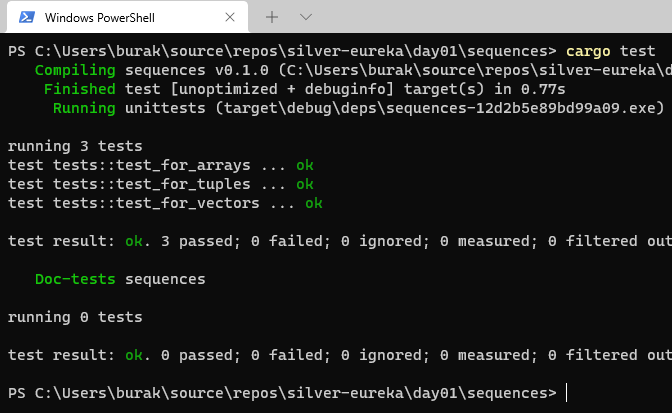 Windows PowerShell
PS C:\Users\burak\source\repos\silver-eureka\day01\sequences> cargo test
   Compiling sequences v0.1.0 (C:\Users\burak\source\repos\silver-eureka\d
    Finished test [unoptimized + debuginfo] target(s) in 0.77s
     Running unittests (target\debug\deps\sequences-12d2b5e89bd99a09.exe)
running 3 tests
test tests::test_for_arrays ... ok
test tests::test_for_tuples ... ok
test tests::test_for_vectors ... ok
test result: ok. 3 passed; 0 failed; 0 ignored; 0 measured; 0 filtered out
   Doc-tests sequences
running 0 tests
test result: ok. 0 passed; 0 failed; 0 ignored; 0 measured; 0 filtered out
PS C:\Users\burak\source\repos\silver-eureka\day01\sequences>